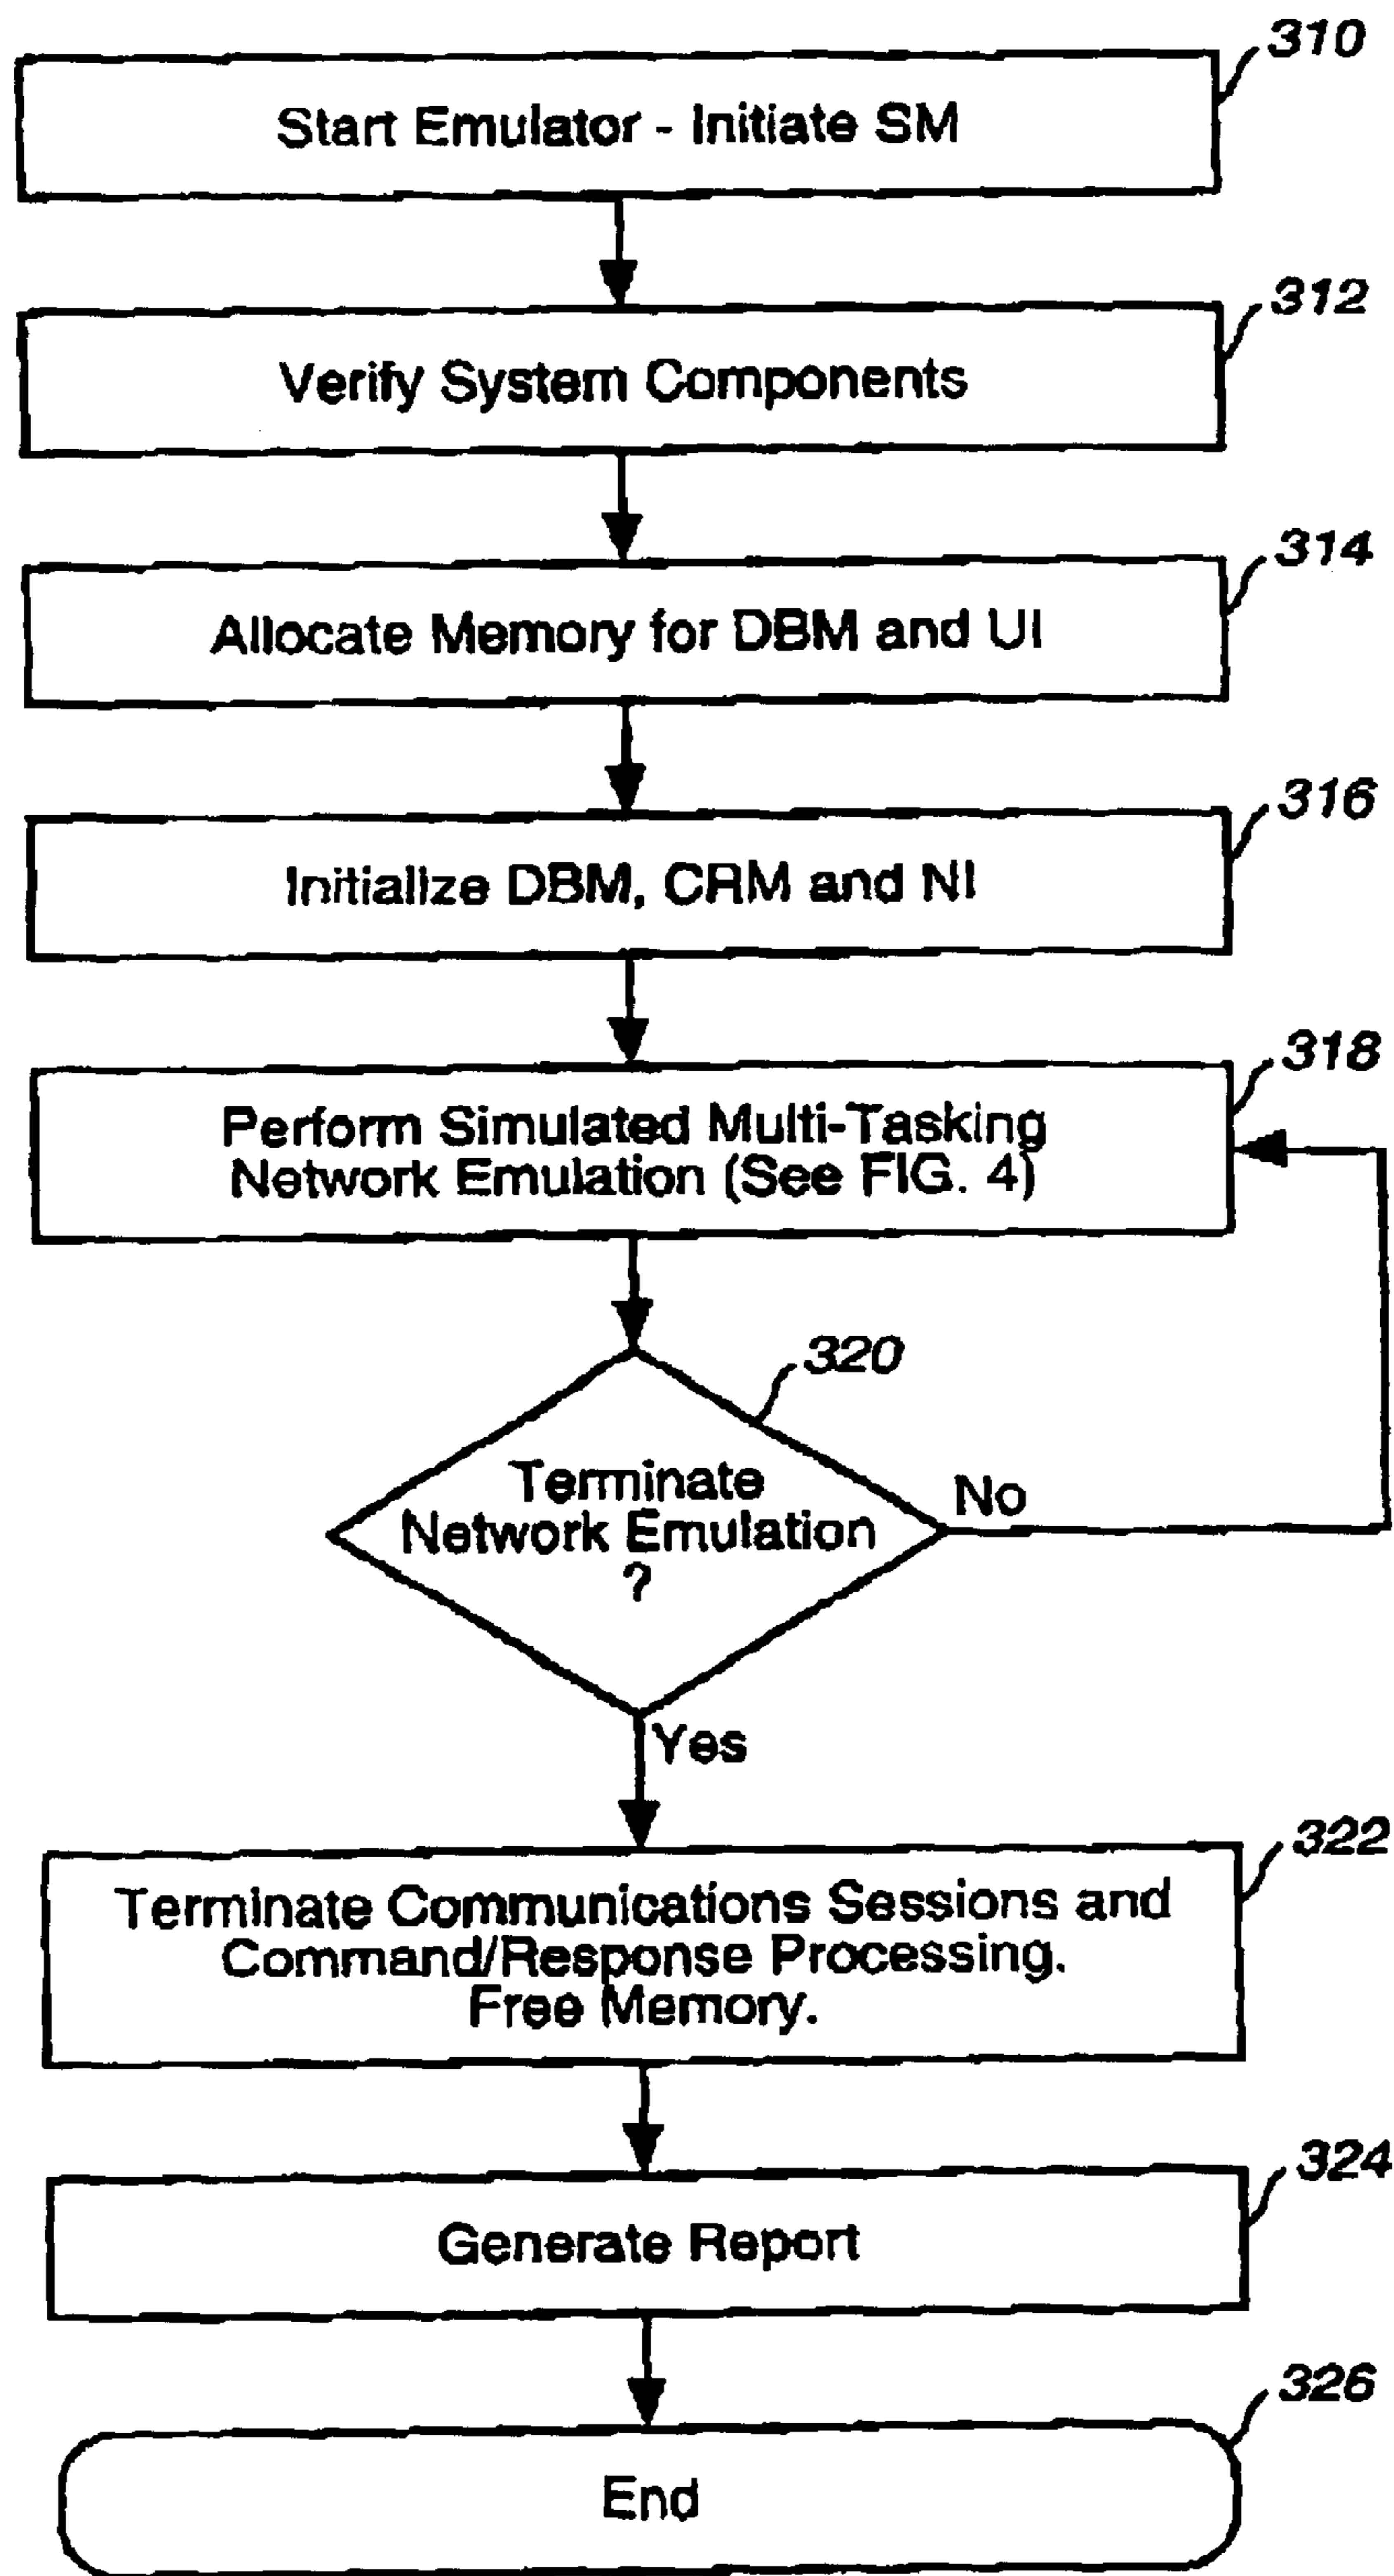 310
Start Emulator - Initiate SM
312
Verify System Components
314
Allocate Memory for DBM and UI
316
Initialize DBM, CRM and NI
318
Perform Simulated Multi-Tasking
Network Emulation (See FIG. 4)
320
Terminate
Network Emulation
?
No
Yes
322
Terminate Communications Sessions and
Command/Response Processing.
Free Memory.
324
Generate Report
326
End